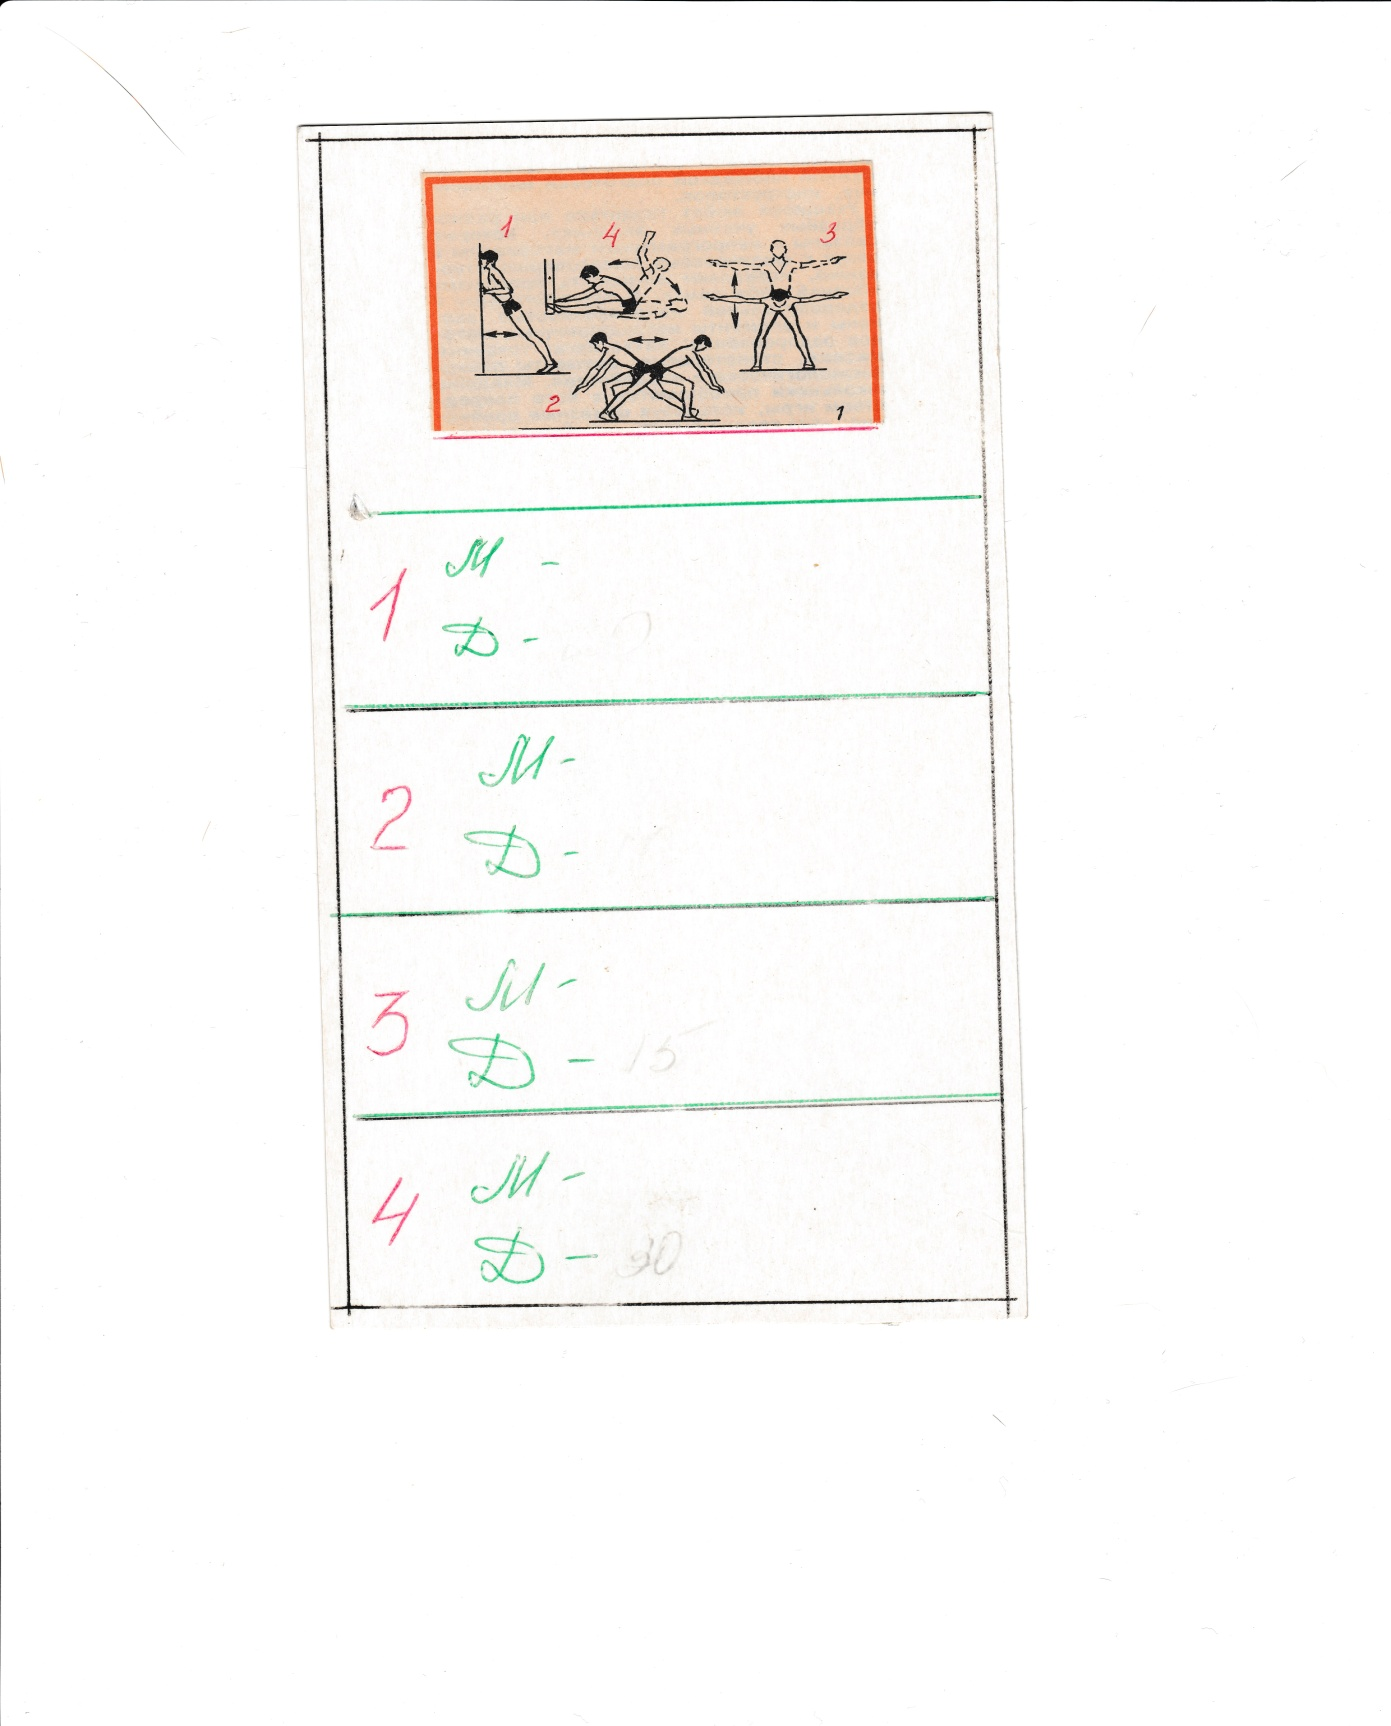 1 4 3
2 1
1 М -
Д -
2 М -
Д -
3 М -
Д - 15
4 М -
Д - 30